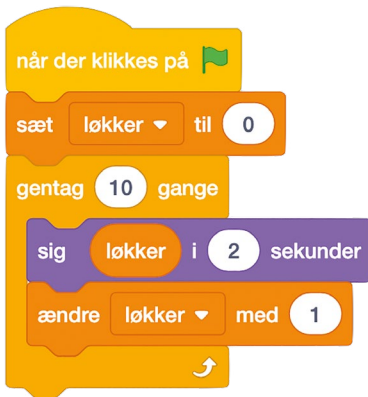 når der klikkes på
sæt løkker til 0
gentag 10 gange
sig løkker i 2 sekunder
ændre løkker med 1